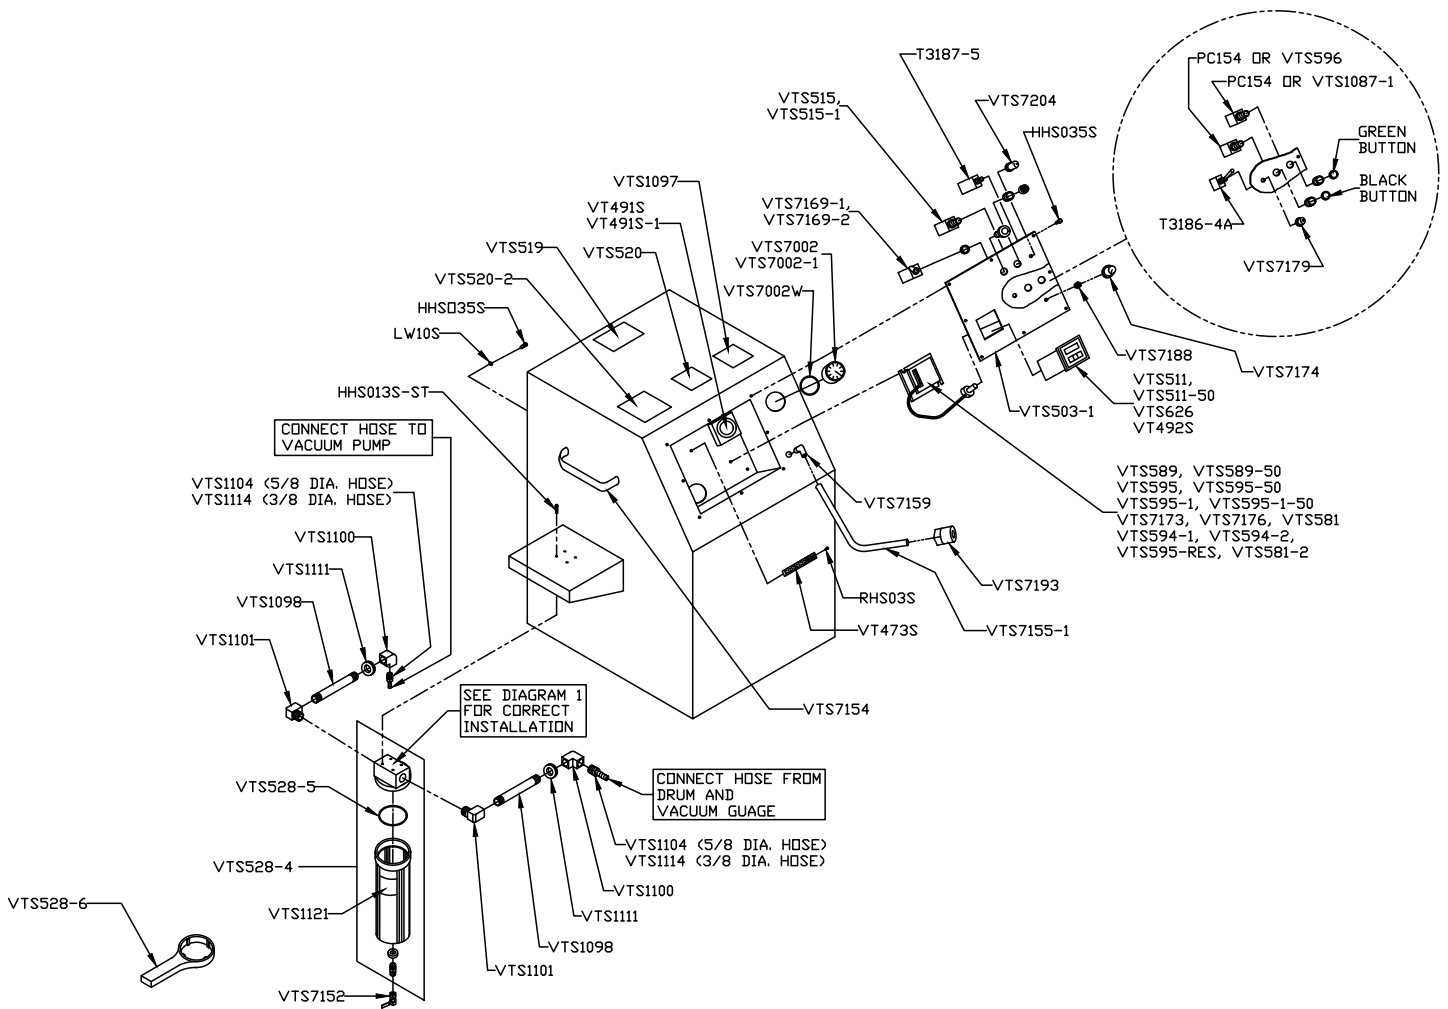 T3187-5
VTS515,
VTS515-1
VTS7204
HHS035S
PC154 OR VTS596
PC154 OR VTS1087-1
GREEN
BUTTON
BLACK
BUTTON
T3186-4A
VTS7179
VTS1097
VT491S
VT491S-1
VTS7169-1,
VTS7169-2
VTS519
VTS520
VTS7002
VTS7002-1
VTS520-2
VTS7002W
HHS035S
LW10S
VTS7188
VTS7174
HHS013S-ST
VTS503-1
VTS511,
VTS511-50
VTS626
VT492S
CONNECT HOSE TO
VACUUM PUMP
VTS1104 (5/8 DIA. HOSE)
VTS1114 (3/8 DIA. HOSE)
VTS7159
VTS589, VTS589-50
VTS595, VTS595-50
VTS595-1, VTS595-1-50
VTS7173, VTS7176, VTS581
VTS594-1, VTS594-2,
VTS595-RES, VTS581-2
VTS1100
VTS1111
VTS1098
VTS1101
VTS7193
RHS03S
VT473S
VTS7155-1
SEE DIAGRAM 1
FOR CORRECT
INSTALLATION
VTS7154
VTS528-5
CONNECT HOSE FROM
DRUM AND
VACUUM GUAGE
VTS1104 (5/8 DIA. HOSE)
VTS1114 (3/8 DIA. HOSE)
VTS528-4
VTS1100
VTS528-6
VTS1121
VTS1111
VTS1098
VTS1101
VTS7152